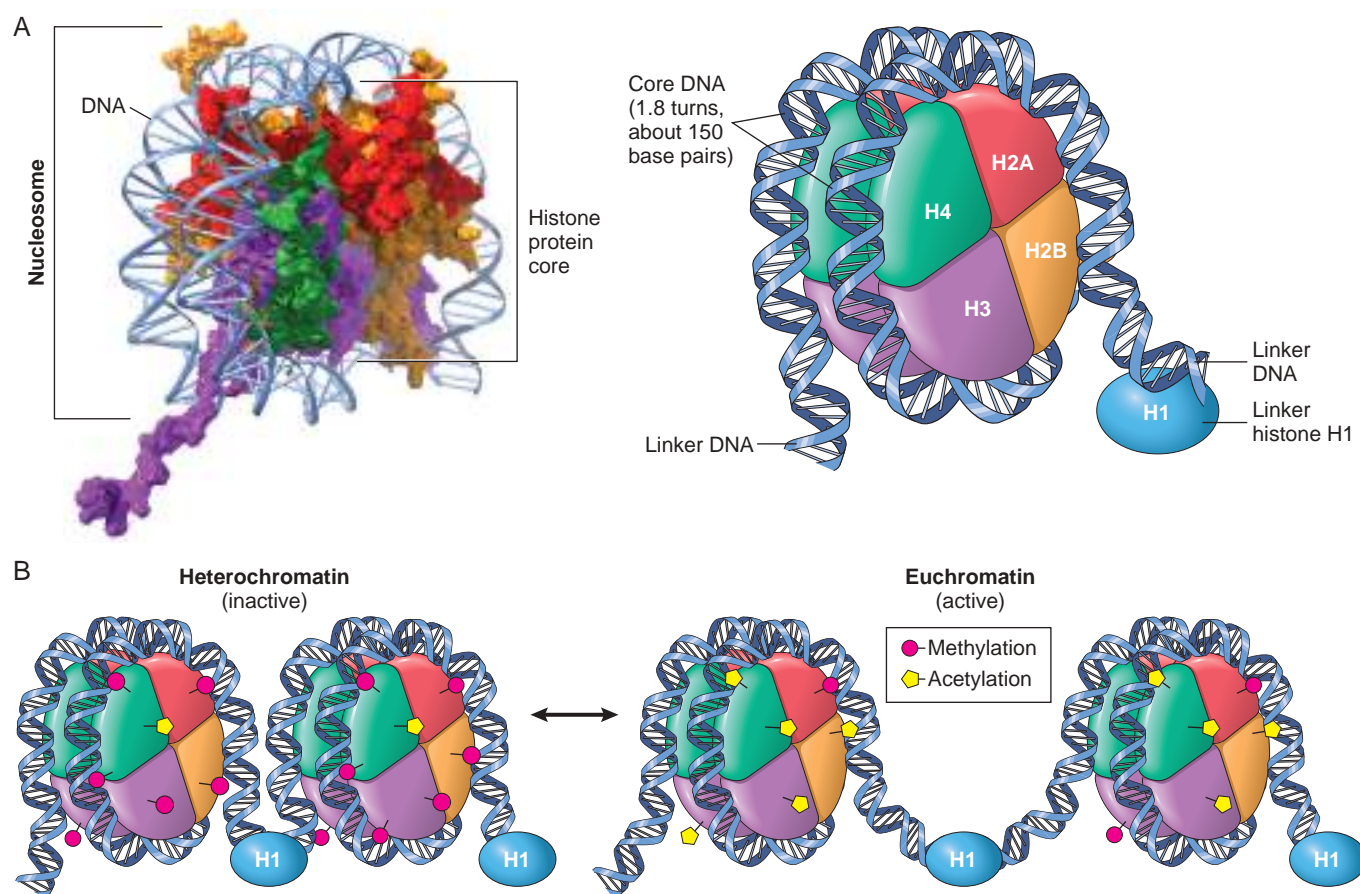 A
Nucleosome
DNA
Histone
protein
core
Core DNA
(1.8 turns,
about 150
base pairs)
H2A
H4
H2B
H3
Linker
DNA
H1
Linker
histone H1
Linker DNA
B
Heterochromatin
(inactive)
Euchromatin
(active)
Methylation
Acetylation
H1
H1
H1
H1